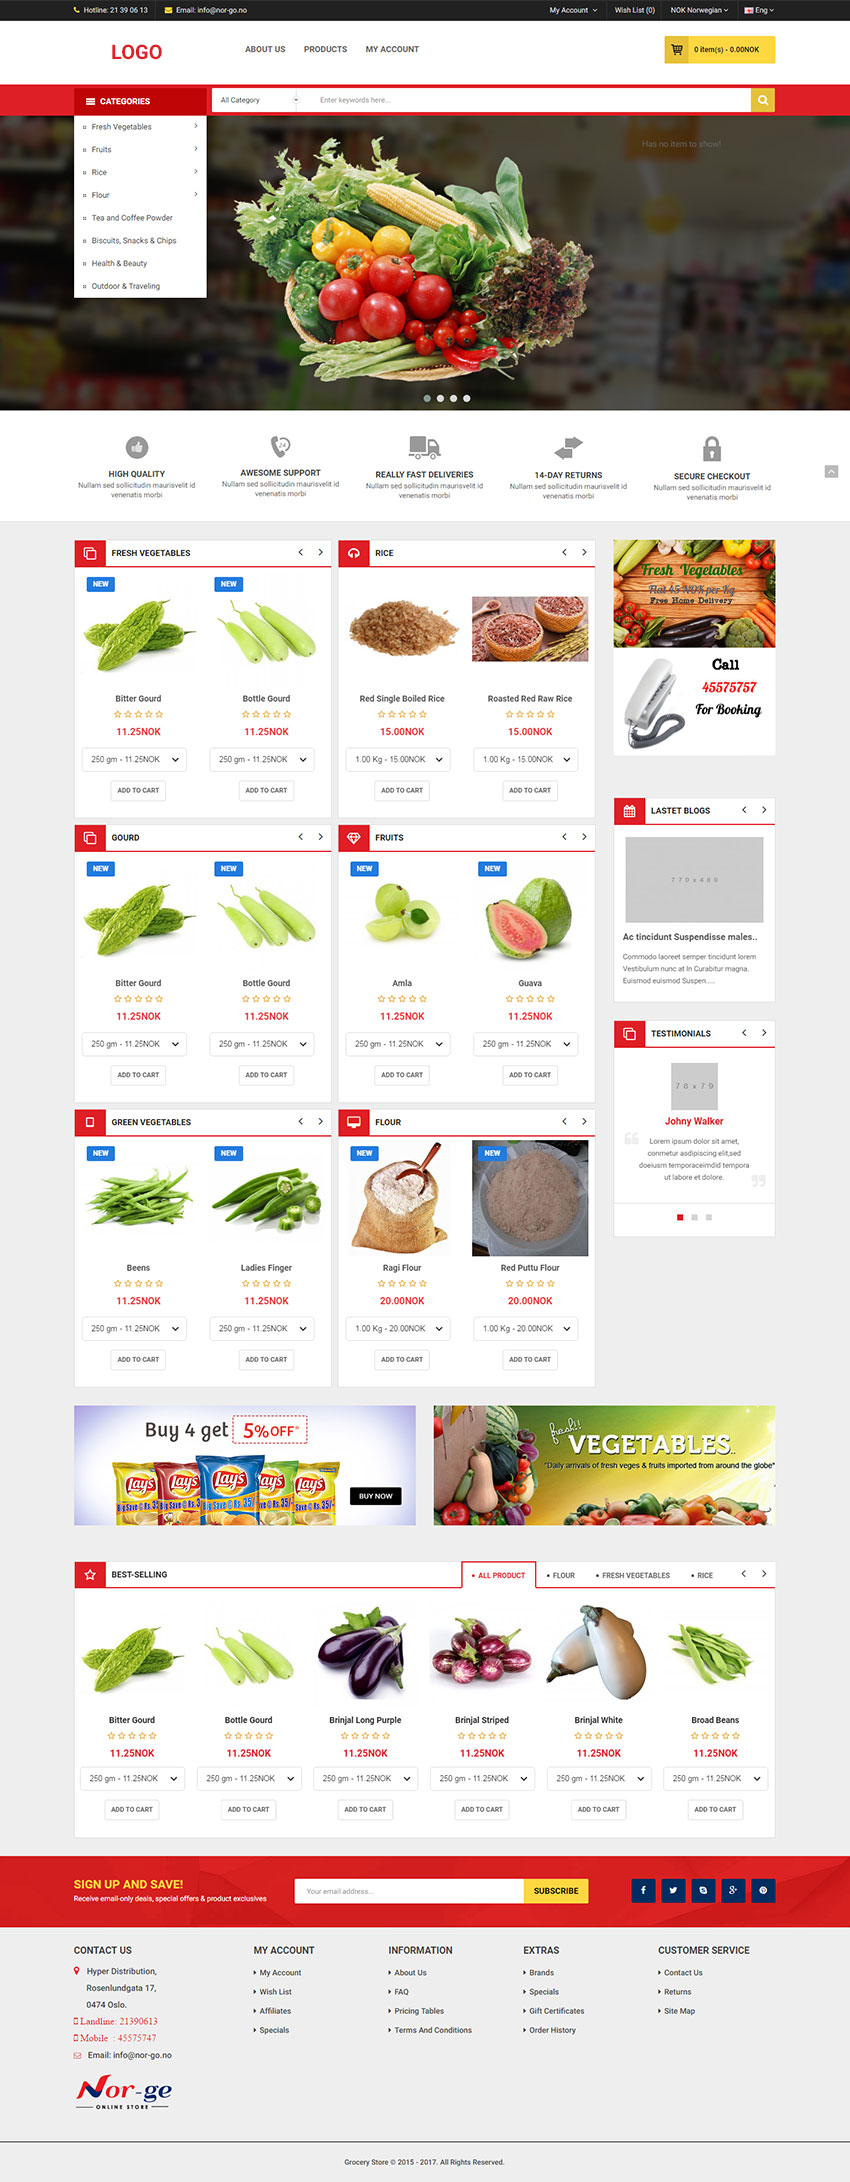 Hotline: 21 39 06 13 Email: info@nor-go.no My Account Wish List (0) NOK Norwegian Eng
LOGO ABOUT US PRODUCTS MY ACCOUNT 0 item(s) - 0.00NOK
CATEGORIES All Category Enter keywords here...
Fresh Vegetables
Fruits
Rice
Flour
Tea and Coffee Powder
Biscuits, Snacks & Chips
Health & Beauty
Outdoor & Traveling
Has no item to show!
24
HIGH QUALITY
Nullam sed sollicitudin maurisvelit id
venenatis morbi
AWESOME SUPPORT
Nullam sed sollicitudin maurisvelit id
venenatis morbi
REALLY FAST DELIVERIES
Nullam sed sollicitudin maurisvelit id
venenatis morbi
14-DAY RETURNS
Nullam sed sollicitudin maurisvelit id
venenatis morbi
SECURE CHECKOUT
Nullam sed sollicitudin maurisvelit id
venenatis morbi
FRESH VEGETABLES
NEW NEW
Bitter Gourd Bottle Gourd
11.25NOK 11.25NOK
250 gm - 11.25NOK 250 gm - 11.25NOK
ADD TO CART ADD TO CART
RICE
Red Single Boiled Rice Roasted Red Raw Rice
15.00NOK 15.00NOK
1.00 Kg - 15.00NOK 1.00 Kg - 15.00NOK
ADD TO CART ADD TO CART
Fresh Vegetables
Flat 45 NOK per Kg
Free Home Delivery
Call
45575757
For Booking
GOURD
NEW NEW
Bitter Gourd Bottle Gourd
11.25NOK 11.25NOK
250 gm - 11.25NOK 250 gm - 11.25NOK
ADD TO CART ADD TO CART
FRUITS
NEW NEW
Amla Guava
11.25NOK 11.25NOK
250 gm - 11.25NOK 250 gm - 11.25NOK
ADD TO CART ADD TO CART
LASTET BLOGS
770x480
Ac tincidunt Suspendisse males..
Commodo laoreet semper tincidunt lorem
Vestibulum nunc at In Curabitur magna.
Euismod euismod Suspen.....
TESTIMONIALS
78x79
Johny Walker
Lorem ipsum dolor sit amet,
conmetur asdipiscing elit,sed
doeiusm temporaceimdid tempora
ut labore et dolore.
GREEN VEGETABLES
NEW NEW
Beens Ladies Finger
11.25NOK 11.25NOK
250 gm - 11.25NOK 250 gm - 11.25NOK
ADD TO CART ADD TO CART
FLOUR
NEW NEW
Ragi Flour Red Puttu Flour
20.00NOK 20.00NOK
1.00 Kg - 20.00NOK 1.00 Kg - 20.00NOK
ADD TO CART ADD TO CART
Buy 4 get 5%OFF*
Lay's Lay's Lay's Lay's Lay's
BUY NOW
fresh!!
VEGETABLES..
"Daily arrivals of fresh veges & fruits imported from around the globe"
BEST-SELLING ALL PRODUCT FLOUR FRESH VEGETABLES RICE
Bitter Gourd Bottle Gourd Brinjal Long Purple Brinjal Striped Brinjal White Broad Beans
11.25NOK 11.25NOK 11.25NOK 11.25NOK 11.25NOK 11.25NOK
250 gm - 11.25NOK 250 gm - 11.25NOK 250 gm - 11.25NOK 250 gm - 11.25NOK 250 gm - 11.25NOK 250 gm - 11.25NOK
ADD TO CART ADD TO CART ADD TO CART ADD TO CART ADD TO CART ADD TO CART
SIGN UP AND SAVE!
Receive email-only deals, special offers & product exclusives
Your email address... SUBSCRIBE
CONTACT US
Hyper Distribution,
Rosenlundgata 17,
0474 Oslo.
Landline: 21390613
Mobile : 45575747
Email: info@nor-go.no
Nor-ge
ONLINE STORE
MY ACCOUNT
My Account
Wish List
Affiliates
Specials
INFORMATION
About Us
FAQ
Pricing Tables
Terms And Conditions
EXTRAS
Brands
Specials
Gift Certificates
Order History
CUSTOMER SERVICE
Contact Us
Returns
Site Map
Grocery Store © 2015 - 2017. All Rights Reserved.